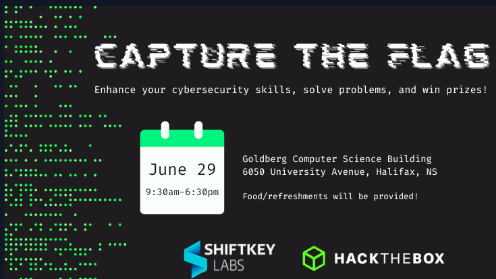 CAPTURE THE FLAG
Enhance your cybersecurity skills, solve problems, and win prizes!
June 29
9:30am-6:30pm
Goldberg Computer Science Building
6050 University Avenue, Halifax, NS
Food/refreshments will be provided!
SHIFTKEY
LABS
HACKTHEBOX